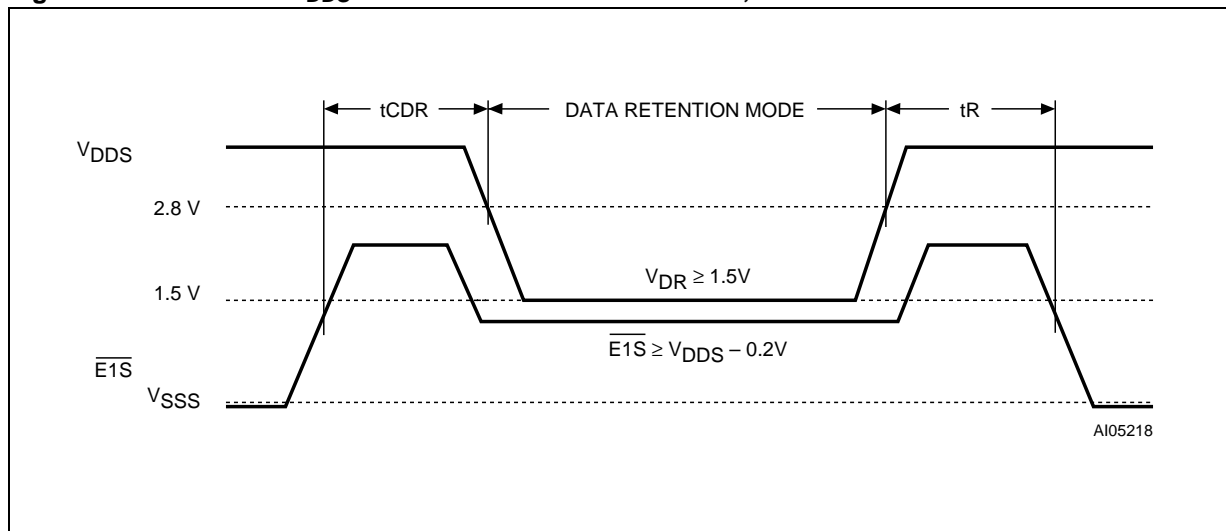 DDS
tCDR DATA RETENTION MODE tR
VDDS
2.8 V
VDR ≥ 1.5V
1.5 V
E1S ≥ VDDS – 0.2V
E1S
VSSS
AI05218